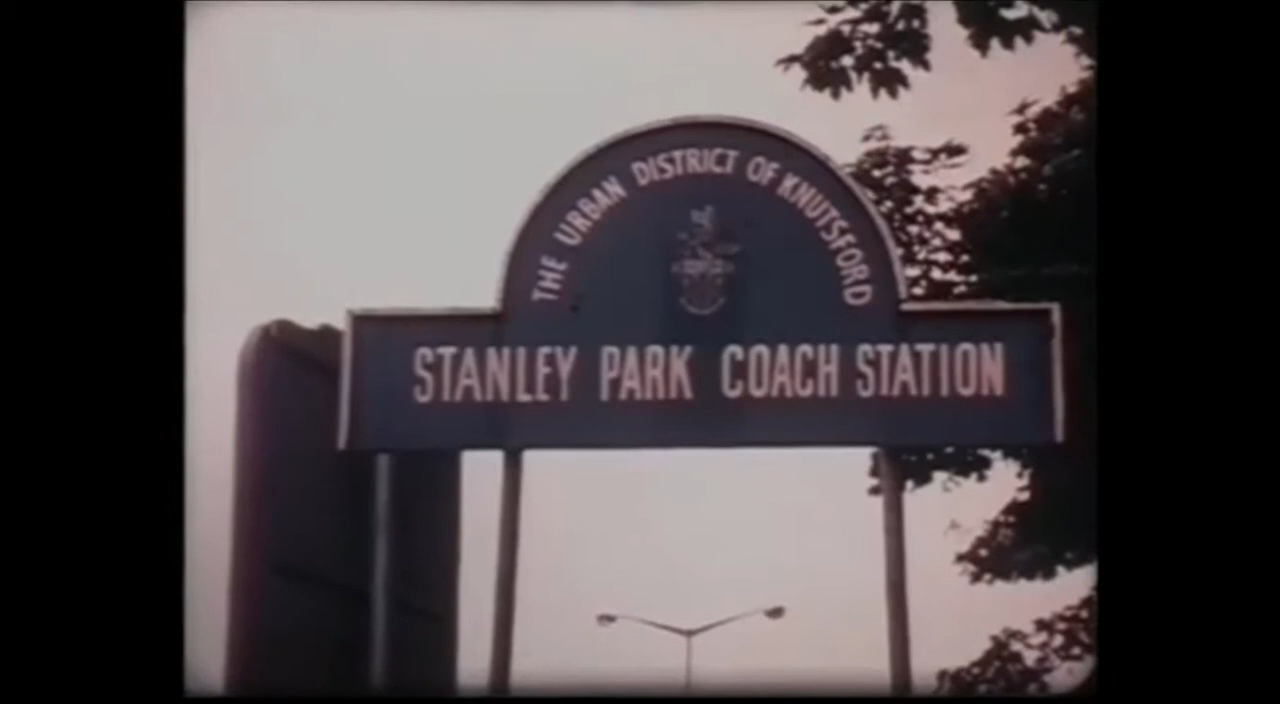 THE URBAN DISTRICT OF KNUTSFORD
STANLEY PARK COACH STATION